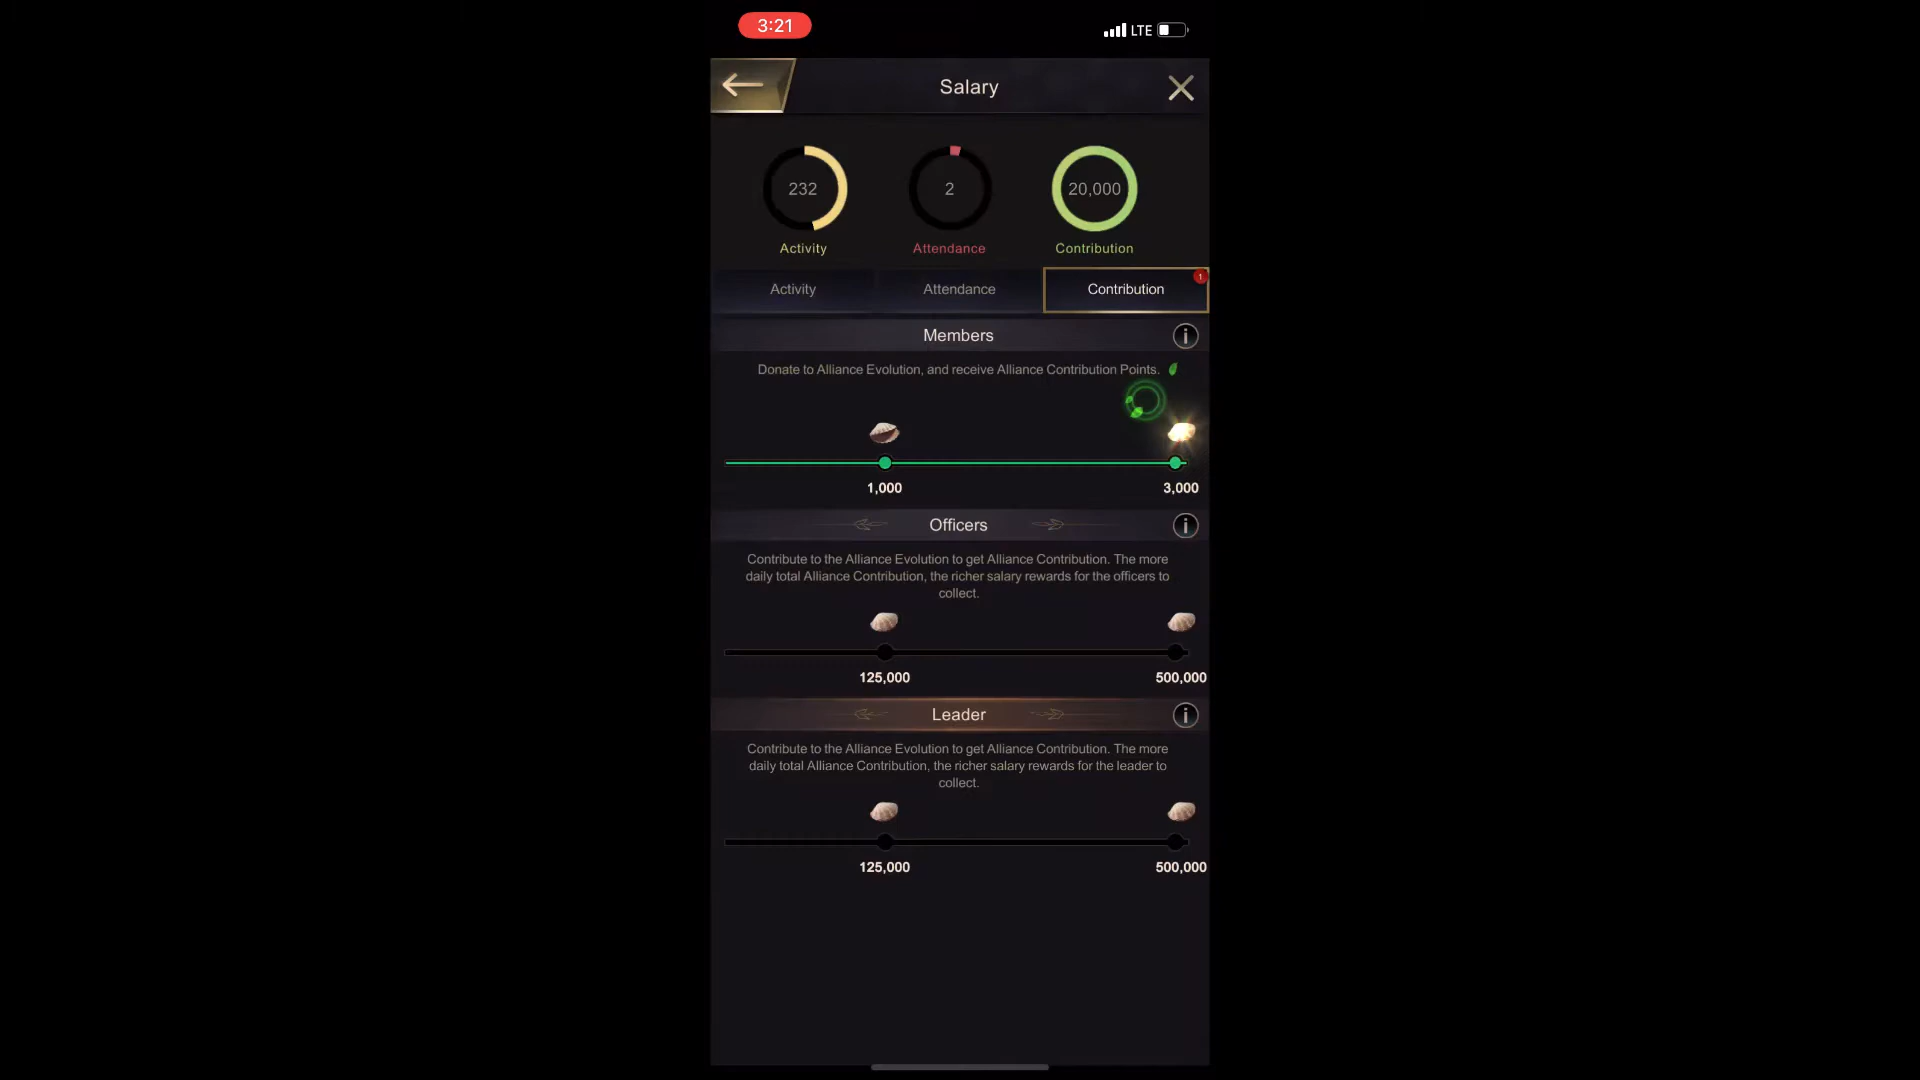 3:21
LTE
Salary
232
2
20,000
Activity
Attendance
Contribution
Activity
Attendance
Contribution
1
Members
i
Donate to Alliance Evolution, and receive Alliance Contribution Points.
1,000
3,000
Officers
i
Contribute to the Alliance Evolution to get Alliance Contribution. The more
daily total Alliance Contribution, the richer salary rewards for the officers to
collect.
125,000
500,000
Leader
i
Contribute to the Alliance Evolution to get Alliance Contribution. The more
daily total Alliance Contribution, the richer salary rewards for the leader to
collect.
125,000
500,000